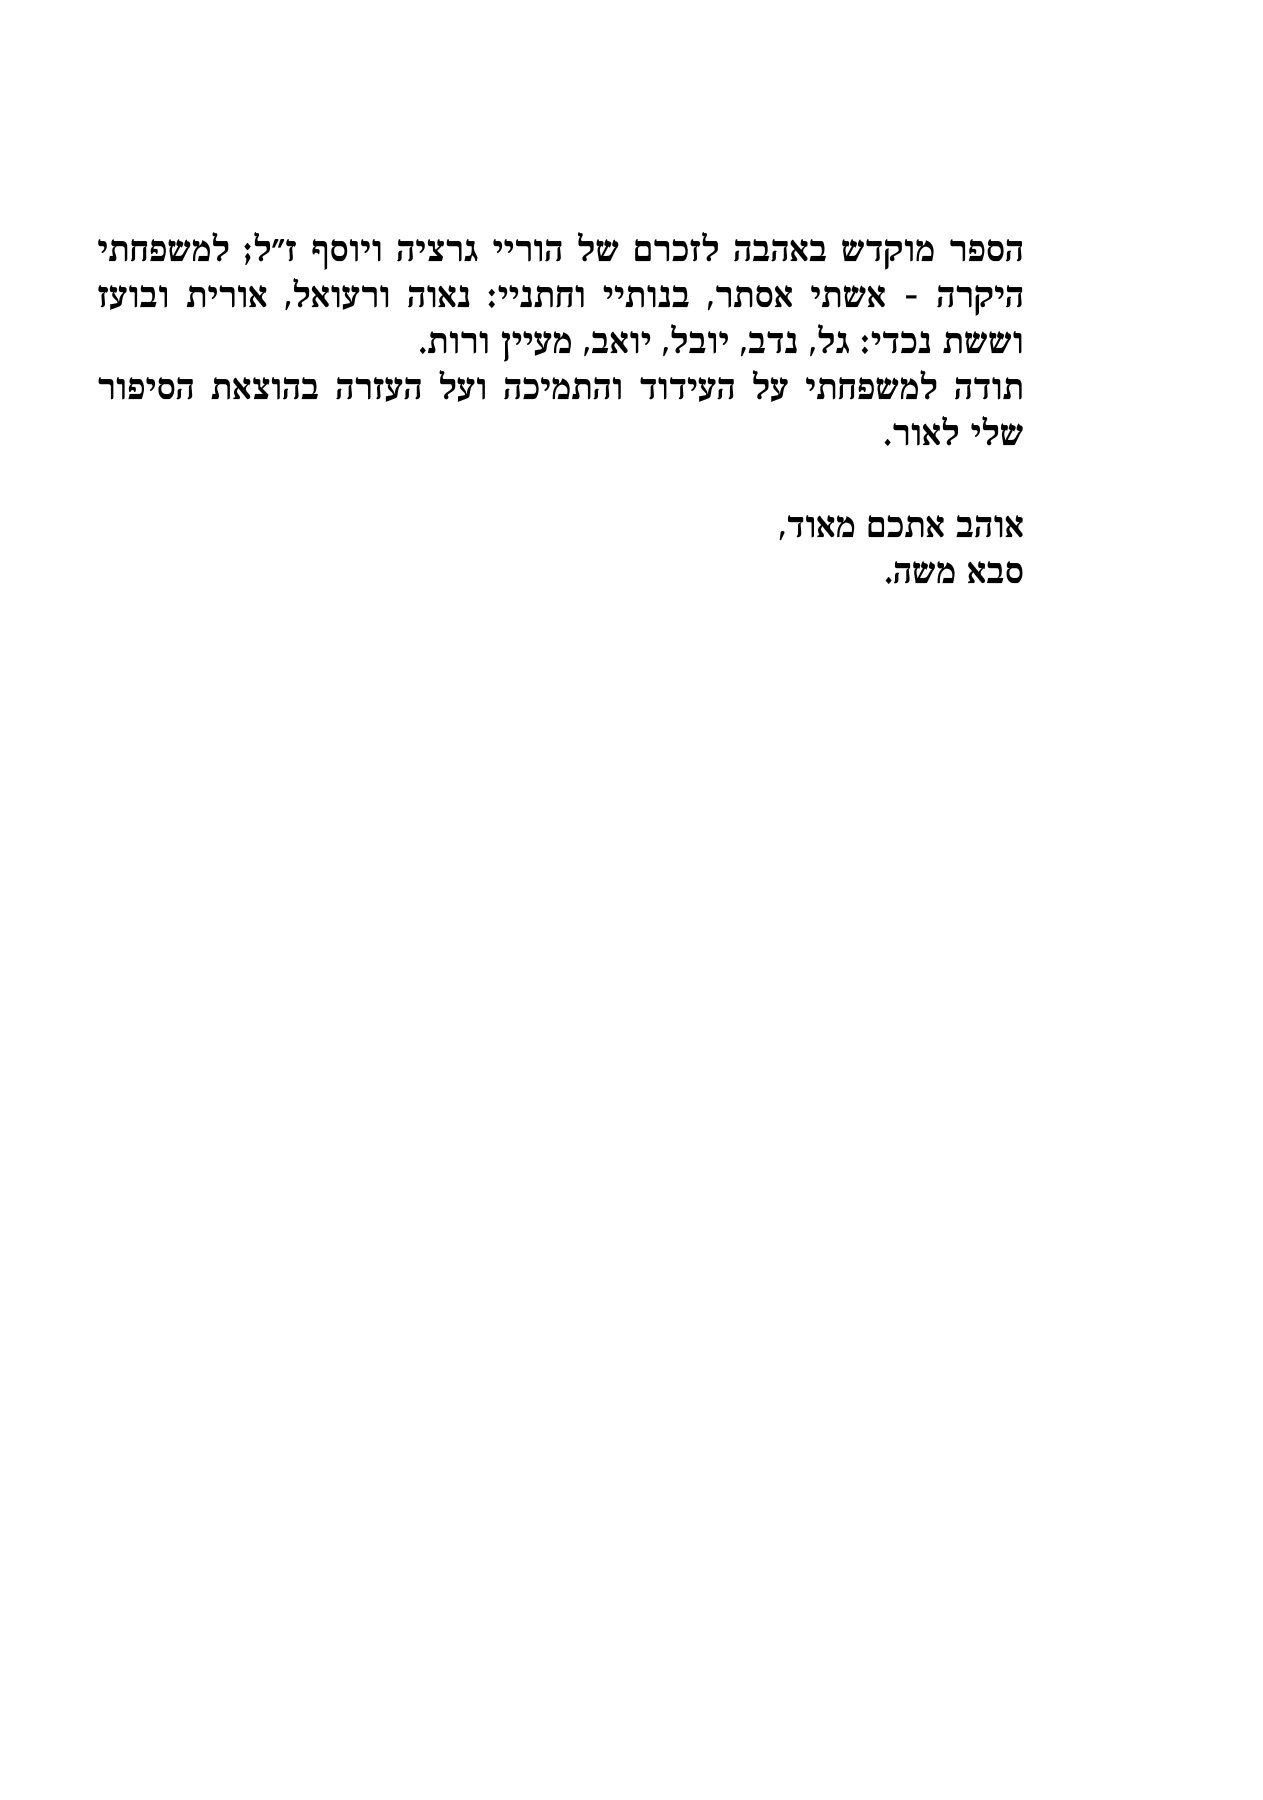 הספר מוקדש באהבה לזכרם של הוריי גרציה ויוסף ז״ל; למשפחתי
היקרה - אשתי אסתר, בנותיי וחתניי: נאוה ורעואל, אורית ובועז
וששת נכדי: גל, נדב, יובל, יואב, מעיין ורות.
תודה למשפחתי על העידוד והתמיכה ועל העזרה בהוצאת הסיפור
שלי לאור.
אוהב אתכם מאוד,
סבא משה.